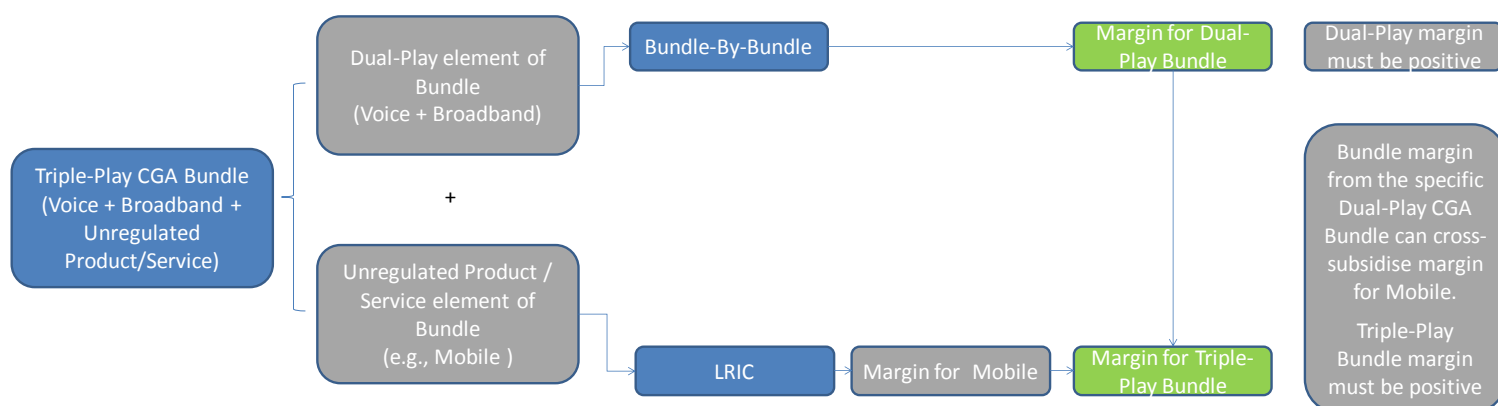 Triple-Play CGA Bundle
(Voice + Broadband +
Unregulated
Product/Service)
Dual-Play element of
Bundle
(Voice + Broadband)
+
Unregulated Product /
Service element of
Bundle
(e.g., Mobile )
Bundle-By-Bundle
Margin for Dual-
Play Bundle
Dual-Play margin
must be positive
LRIC
Margin for Mobile
Margin for Triple-
Play Bundle
Bundle margin
from the specific
Dual-Play CGA
Bundle can cross-
subsidise margin
for Mobile.
Triple-Play
Bundle margin
must be positive